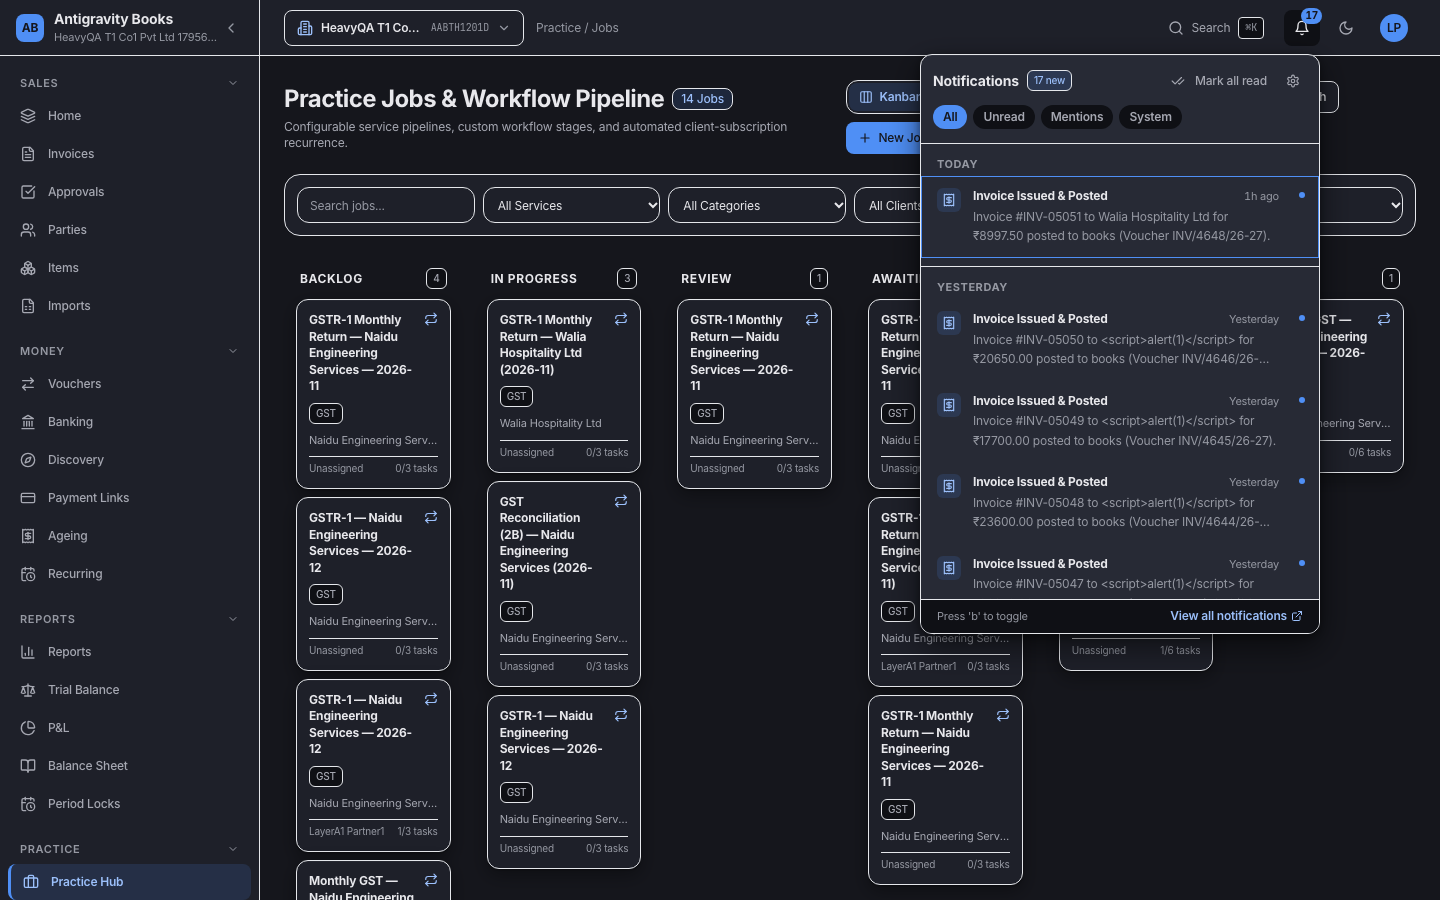 AB
Antigravity Books
HeavyQA T1 Co1 Pvt Ltd 17956...
SALES
Home
Invoices
Approvals
Parties
Items
Imports
MONEY
Vouchers
Banking
Discovery
Payment Links
Ageing
Recurring
REPORTS
Reports
Trial Balance
P&L
Balance Sheet
Period Locks
PRACTICE
Practice Hub
HeavyQA T1 Co... AABTH1201D
Practice / Jobs
Search ⌘K
17
LP
Practice Jobs & Workflow Pipeline 14 Jobs
Configurable service pipelines, custom workflow stages, and automated client-subscription
recurrence.
Kanban
New Jo
Search jobs...
All Services
All Categories
All Clients
BACKLOG 4
GSTR-1 Monthly
Return — Naidu
Engineering
Services — 2026-
11
GST
Naidu Engineering Serv...
Unassigned 0/3 tasks
GSTR-1 — Naidu
Engineering
Services — 2026-
12
GST
Naidu Engineering Serv...
Unassigned 0/3 tasks
GSTR-1 — Naidu
Engineering
Services — 2026-
12
GST
Naidu Engineering Serv...
LayerA1 Partner1 1/3 tasks
Monthly GST —
Naidu Engineering
IN PROGRESS 3
GSTR-1 Monthly
Return — Walia
Hospitality Ltd
(2026-11)
GST
Walia Hospitality Ltd
Unassigned 0/3 tasks
GST
Reconciliation
(2B) — Naidu
Engineering
Services (2026-
11)
GST
Naidu Engineering Serv...
Unassigned 0/3 tasks
GSTR-1 — Naidu
Engineering
Services — 2026-
12
GST
Naidu Engineering Serv...
Unassigned 0/3 tasks
REVIEW 1
GSTR-1 Monthly
Return — Naidu
Engineering
Services — 2026-
11
GST
Naidu Engineering Serv...
Unassigned 0/3 tasks
AWAITI
GSTR-
Return
Engine
Service
11
GST
Naidu E
Unassig
GSTR-
Return
Engine
Service
11)
GST
Naidu Engineering Serv...
LayerA1 Partner1 0/3 tasks
GSTR-1 Monthly
Return — Naidu
Engineering
Services — 2026-
11
GST
Naidu Engineering Serv...
Unassigned 0/3 tasks
Unassigned 1/6 tasks
1
ST —
ineering
— 2026-
neering Serv...
0/6 tasks
Notifications 17 new
Mark all read
All
Unread
Mentions
System
TODAY
Invoice Issued & Posted 1h ago
Invoice #INV-05051 to Walia Hospitality Ltd for
₹8997.50 posted to books (Voucher INV/4648/26-27).
YESTERDAY
Invoice Issued & Posted Yesterday
Invoice #INV-05050 to <script>alert(1)</script> for
₹20650.00 posted to books (Voucher INV/4646/26-...
Invoice Issued & Posted Yesterday
Invoice #INV-05049 to <script>alert(1)</script> for
₹17700.00 posted to books (Voucher INV/4645/26-27).
Invoice Issued & Posted Yesterday
Invoice #INV-05048 to <script>alert(1)</script> for
₹23600.00 posted to books (Voucher INV/4644/26-...
Invoice Issued & Posted Yesterday
Invoice #INV-05047 to <script>alert(1)</script> for
Press 'b' to toggle
View all notifications